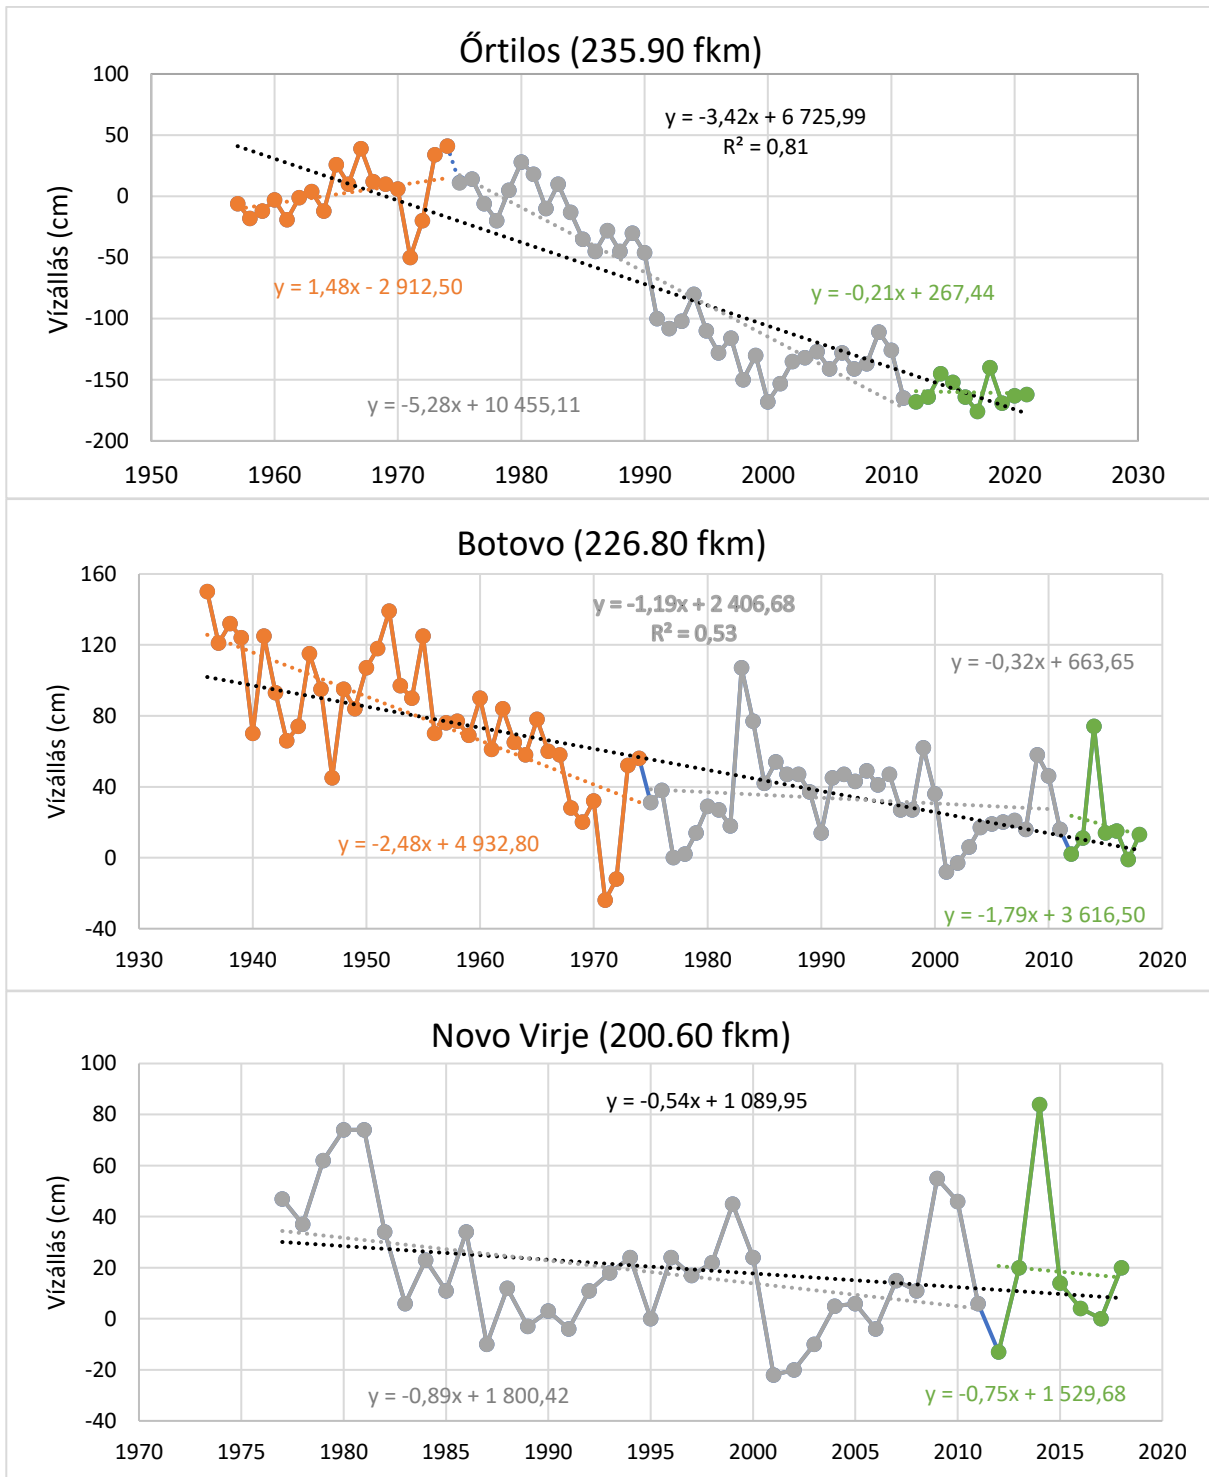 Őrtilos (235.90 fkm)
100
50
0
-50
-100
-150
-200
Vízállás (cm)
y = -3,42x + 6 725,99
R² = 0,81
y = 1,48x - 2 912,50
y = -0,21x + 267,44
y = -5,28x + 10 455,11
1950 1960 1970 1980 1990 2000 2010 2020 2030
Botovo (226.80 fkm)
160
120
80
40
0
-40
Vízállás (cm)
y = -1,19x + 2 406,68
R² = 0,53
y = -0,32x + 663,65
y = -2,48x + 4 932,80
y = -1,79x + 3 616,50
1930 1940 1950 1960 1970 1980 1990 2000 2010 2020
Novo Virje (200.60 fkm)
100
80
60
40
20
0
-20
-40
Vízállás (cm)
y = -0,54x + 1 089,95
y = -0,89x + 1 800,42
y = -0,75x + 1 529,68
1970 1975 1980 1985 1990 1995 2000 2005 2010 2015 2020